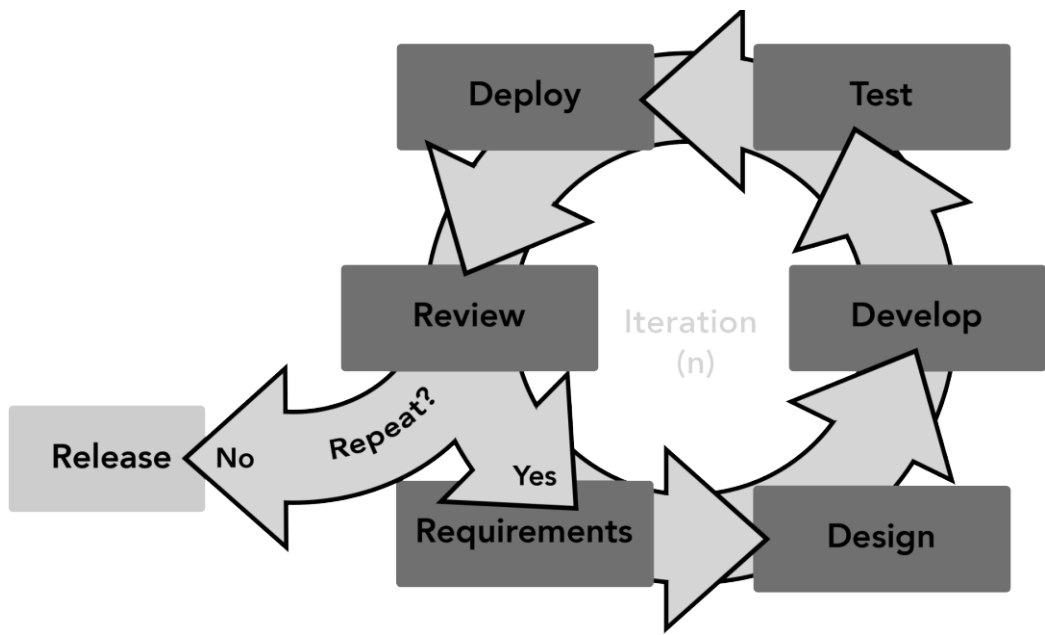 Deploy
Test
Review
Iteration
(n)
Develop
Repeat?
Release
No
Yes
Requirements
Design